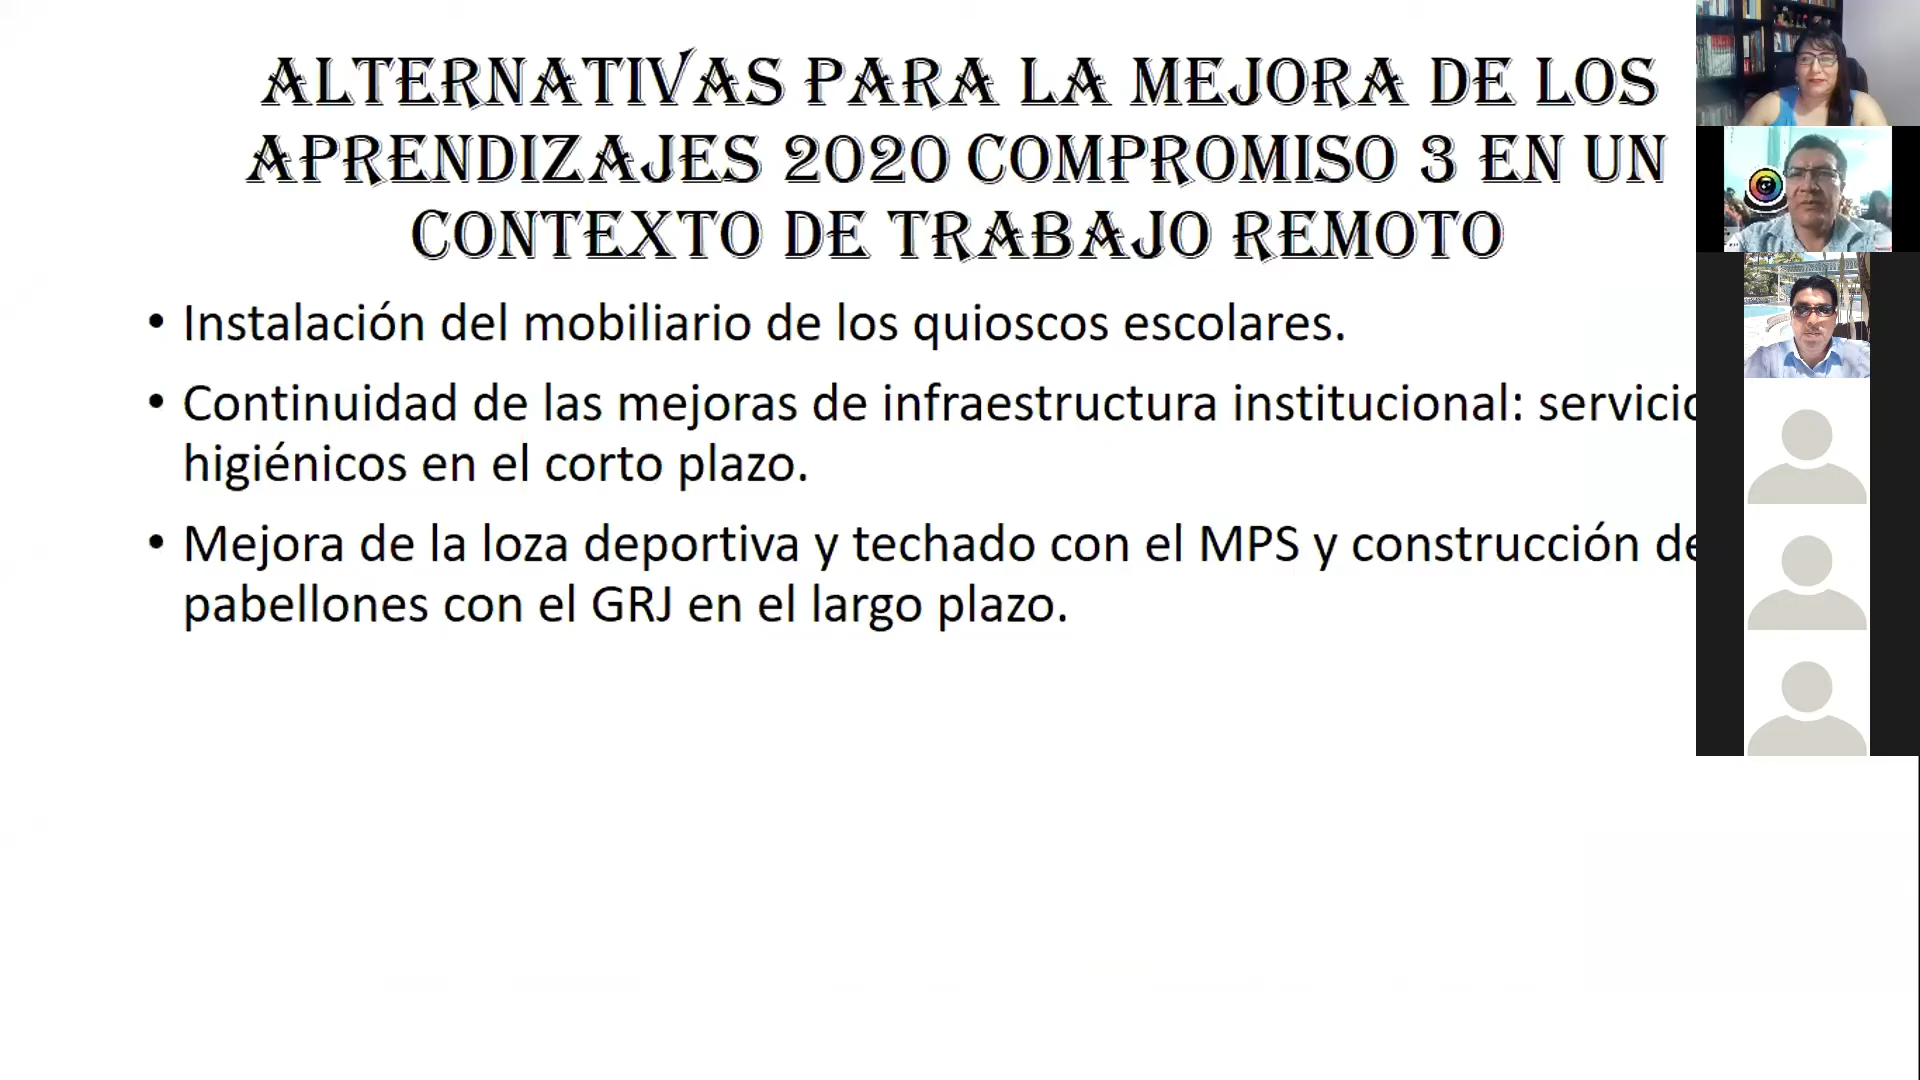 ALTERNATIVAS PARA LA MEJORA DE LOS
APRENDIZAJES 2020 COMPROMISO 3 EN UN
CONTEXTO DE TRABAJO REMOTO
• Instalación del mobiliario de los quioscos escolares.
• Continuidad de las mejoras de infraestructura institucional:
higiénicos en el corto plazo.
• Mejora de la loza deportiva y techado con el MPS y construcción de
pabellones con el GRJ en el largo plazo.